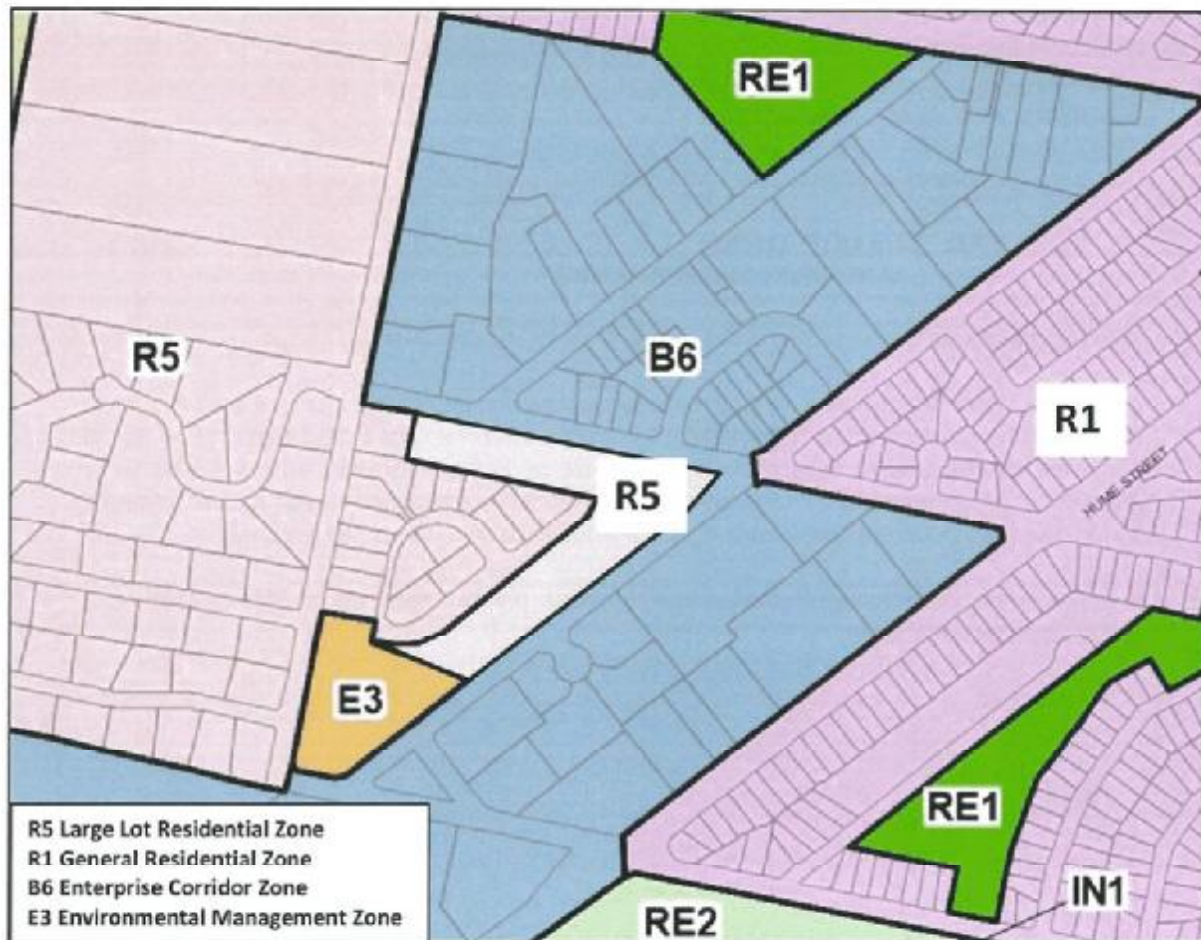 RE1
R5
B6
R1
HUME STREET
R5
E3
RE1
IN1
RE2
R5 Large Lot Residential Zone
R1 General Residential Zone
B6 Enterprise Corridor Zone
E3 Environmental Management Zone